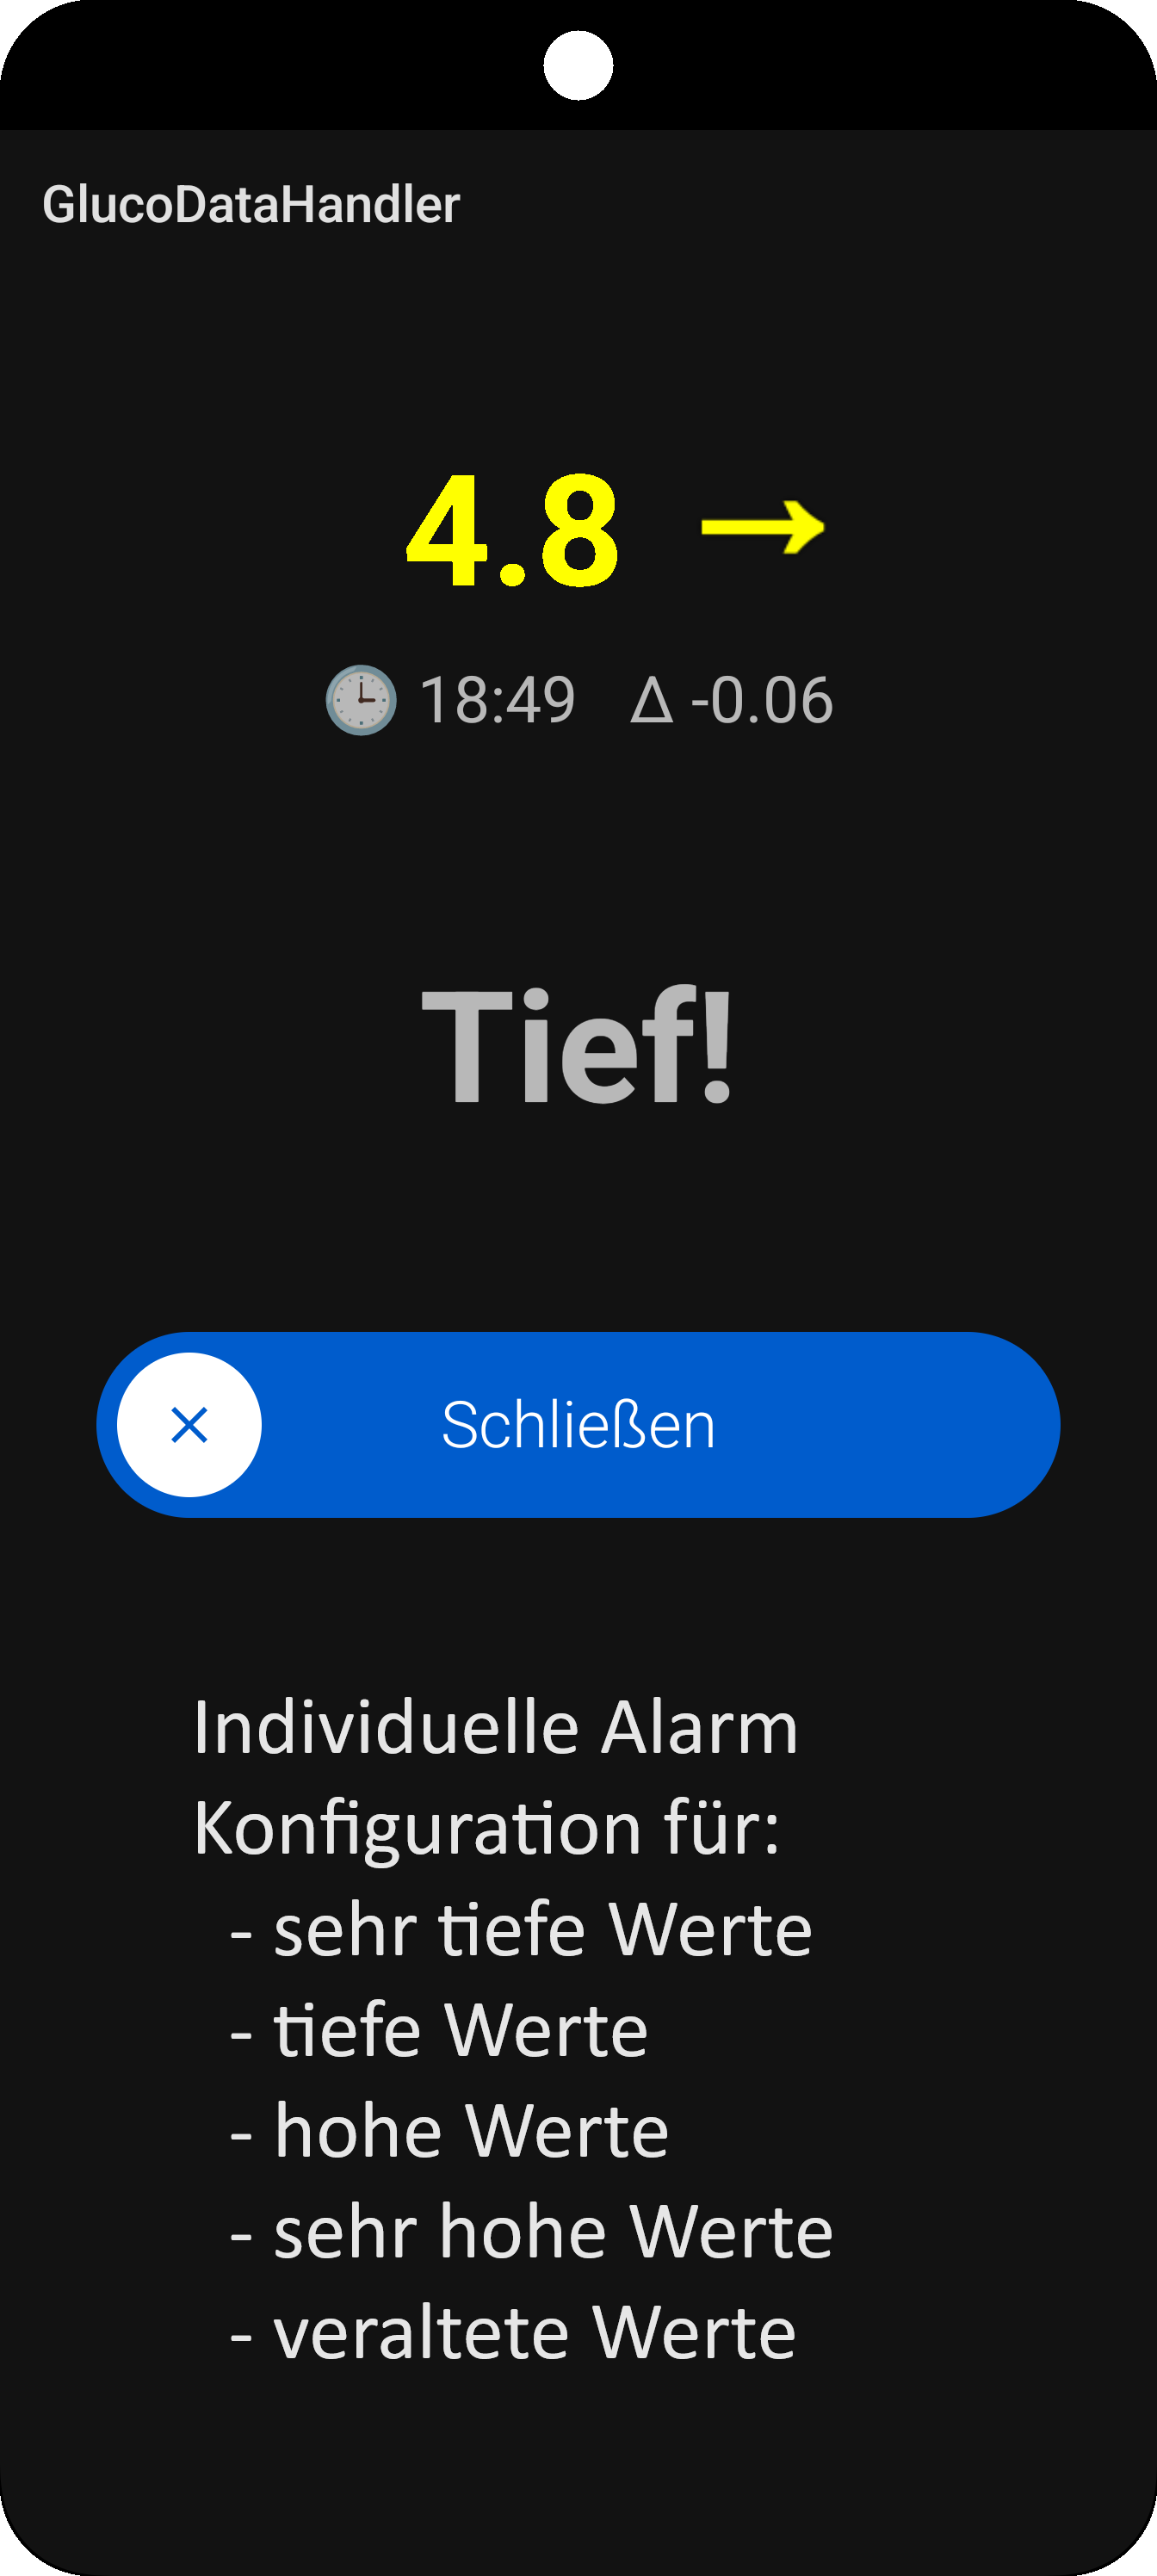 GlucoDataHandler
4.8 →
🕒 18:49 Δ -0.06
Tief!
Schließen
Individuelle Alarm
Konfiguration für:
- sehr tiefe Werte
- tiefe Werte
- hohe Werte
- sehr hohe Werte
- veraltete Werte